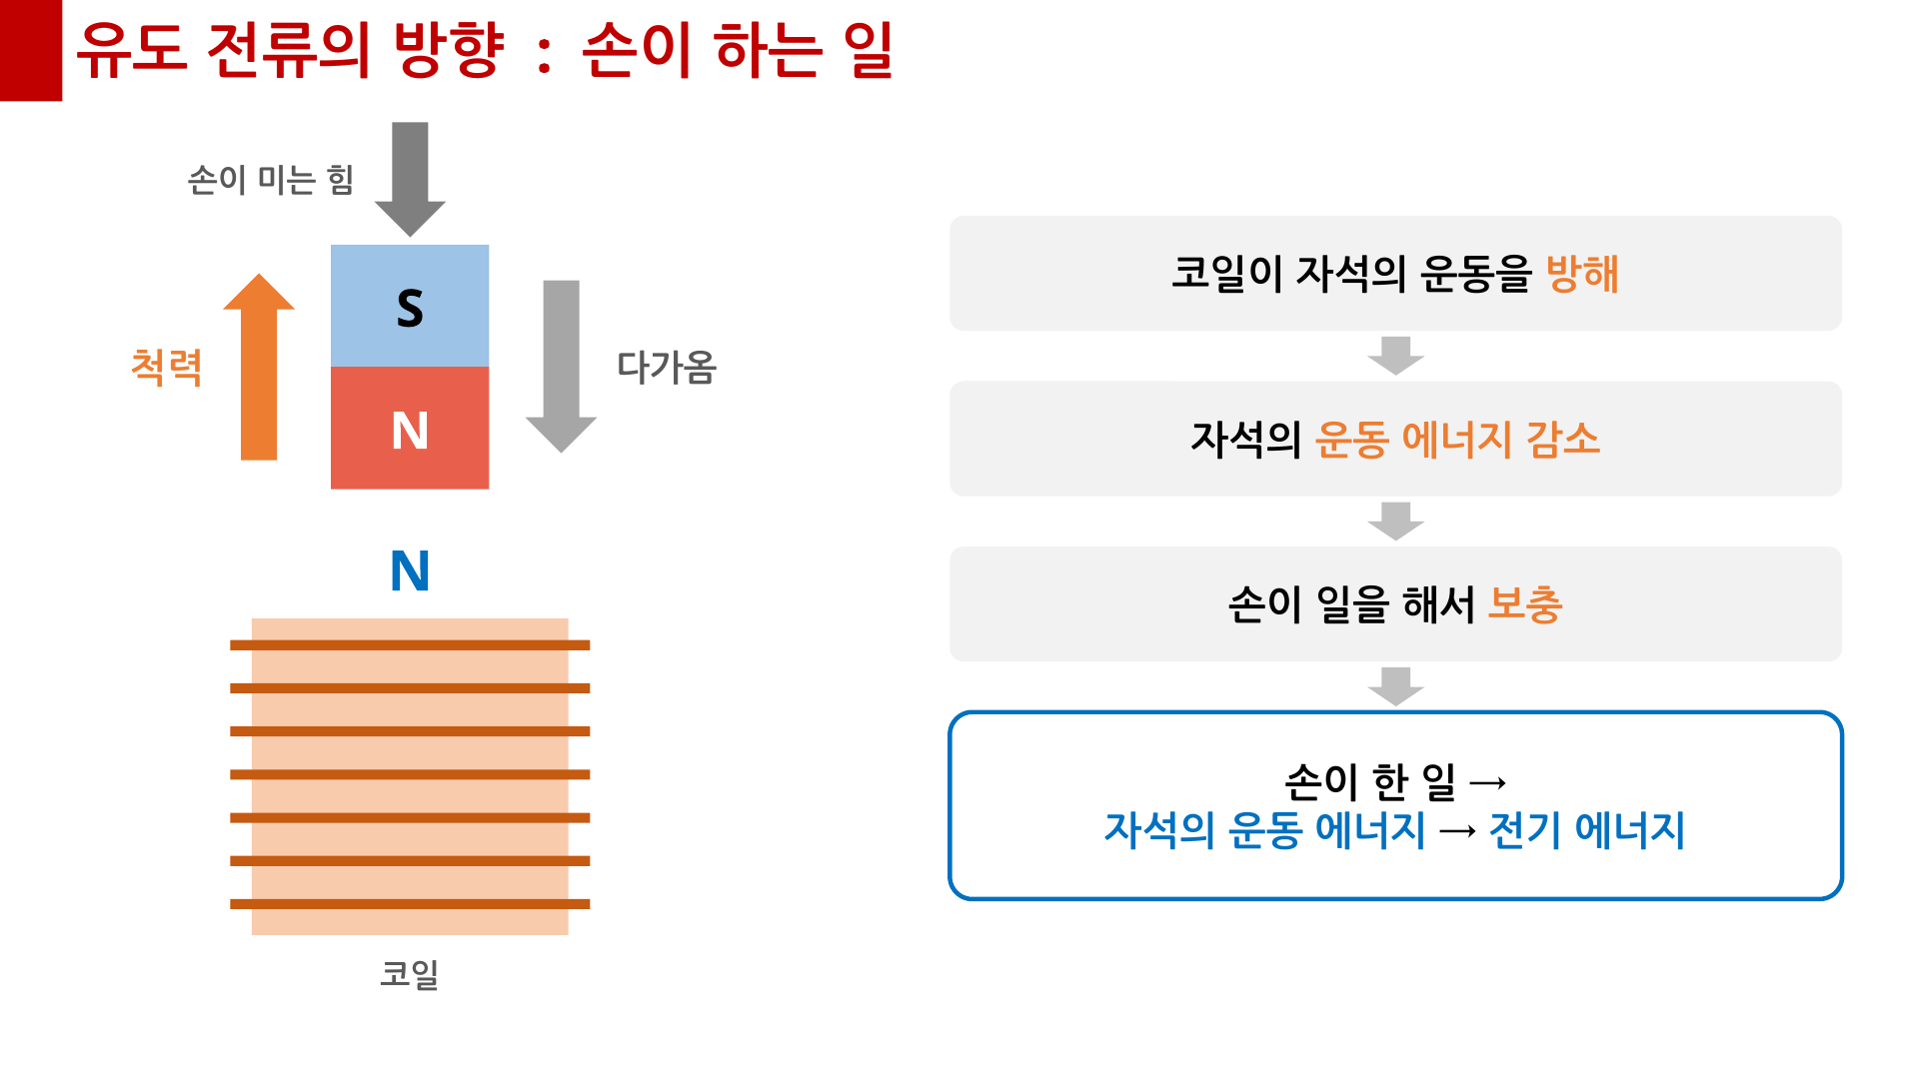 유도 전류의 방향 : 손이 하는 일
손이 미는 힘
S
척력
다가옴
N
N
코일
코일이 자석의 운동을 방해
자석의 운동 에너지 감소
손이 일을 해서 보충
손이 한 일 →
자석의 운동 에너지 → 전기 에너지